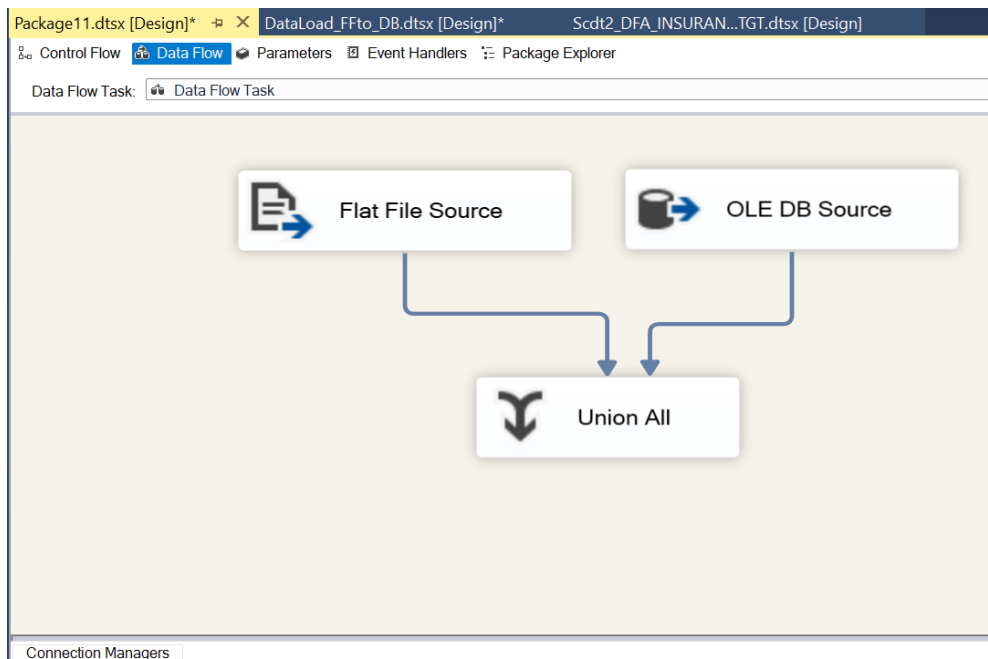 Package11.dtsx [Design]* DataLoad_FFto_DB.dtsx [Design]* Scdt2_DFA_INSURAN...TGT.dtsx [Design]
Control Flow Data Flow Parameters Event Handlers Package Explorer
Data Flow Task: Data Flow Task
Flat File Source OLE DB Source
Union All
Connection Managers